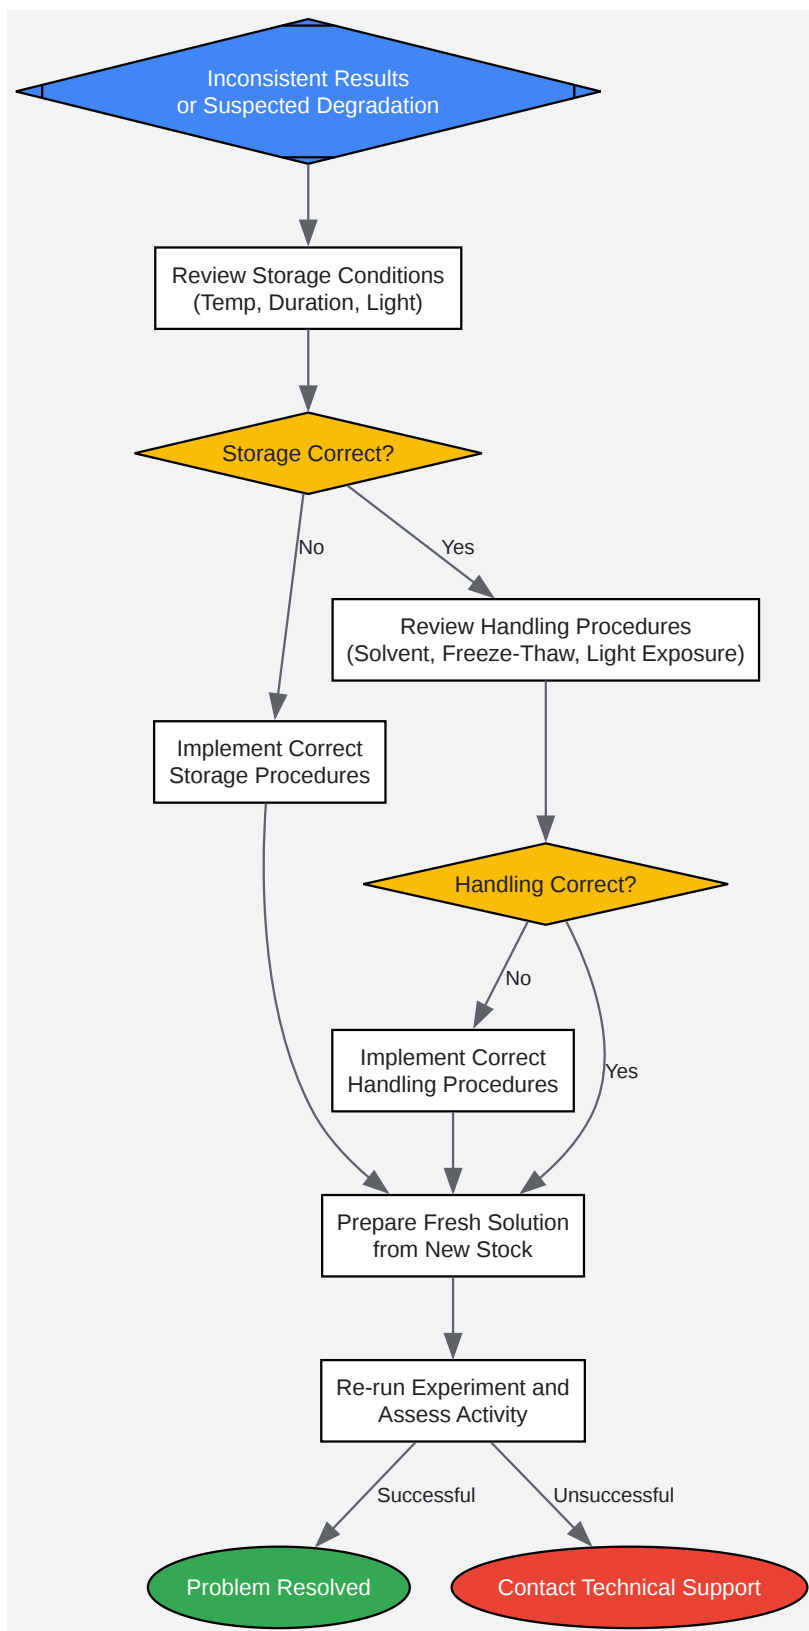 Inconsistent Results
or Suspected Degradation
Review Storage Conditions
(Temp, Duration, Light)
Storage Correct?
No
Yes
Review Handling Procedures
(Solvent, Freeze-Thaw, Light Exposure)
Implement Correct
Storage Procedures
Handling Correct?
No
Implement Correct
Handling Procedures
Yes
Prepare Fresh Solution
from New Stock
Re-run Experiment and
Assess Activity
Successful
Unsuccessful
Problem Resolved
Contact Technical Support